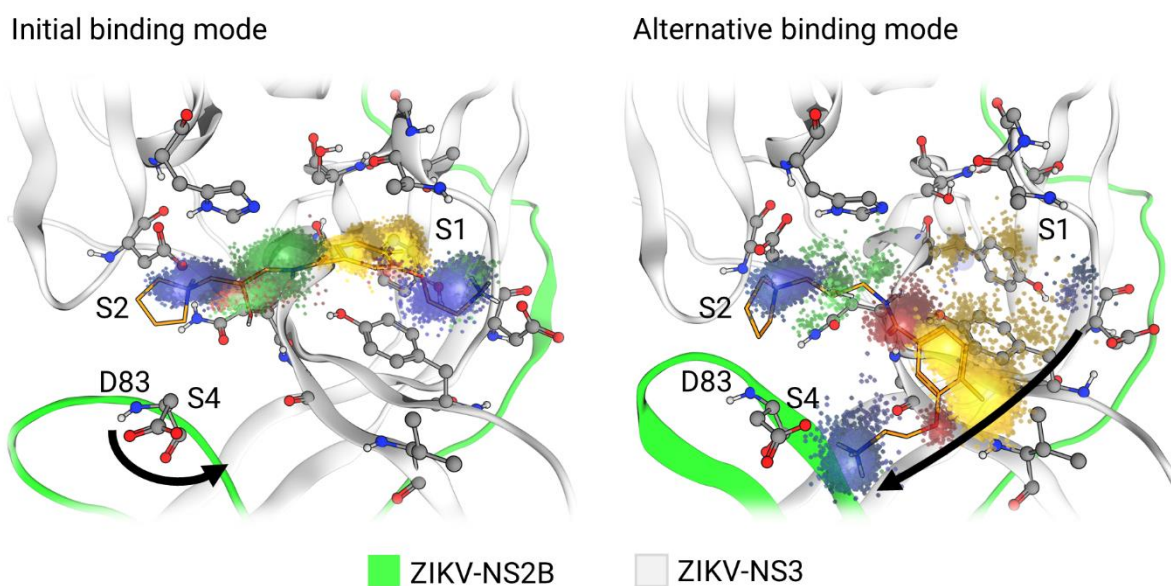 Initial binding mode
Alternative binding mode
S1
S2
D83
S4
S1
S2
D83
S4
ZIKV-NS2B
ZIKV-NS3